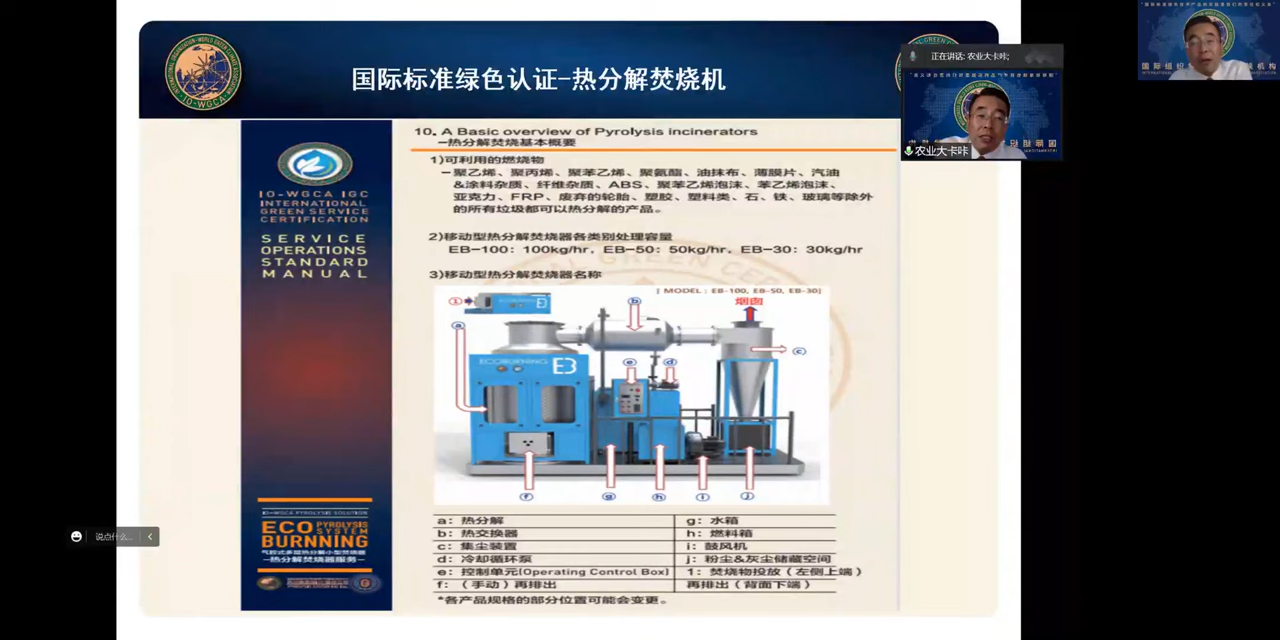 国际标准绿色认证-热分解焚烧机
正在讲话: 农业大卡咔;
农业大卡咔
IO-WGCA IGC
INTERNATIONAL
GREEN SERVICE
CERTIFICATION
SERVICE
OPERATIONS
STANDARD
MANUAL
10. A Basic overview of Pyrolysis incinerators
-热分解焚烧基本概要
1)可利用的燃烧物
-聚乙烯、聚丙烯、聚苯乙烯、聚氨酯、油抹布、薄膜片、汽油
&涂料杂质、纤维杂质、ABS、聚苯乙烯泡沫、苯乙烯泡沫、
亚克力、FRP、废弃的轮胎、塑胶、塑料类、石、铁、玻璃等除外
的所有垃圾都可以热分解的产品。
2)移动型热分解焚烧器各类别处理容量
EB-100: 100kg/hr, EB-50: 50kg/hr, EB-30: 30kg/hr
3)移动型热分解焚烧器名称
[ MODEL : EB-100, EB-50, EB-30]
烟囱
①
a
b
c
e
d
ECOBURNING
f
g
h
i
j
a: 热分解
g: 水箱
b: 热交换器
h: 燃料箱
c: 集尘装置
i: 鼓风机
d: 冷却循环泵
j: 粉尘&灰尘储藏空间
e: 控制单元(Operating Control Box)
1: 焚烧物投放（左侧上端）
f: （手动）再排出
再排出（背面下端）
*各产品规格的部分位置可能会变更。
IO-WGCA PYROLYSIS SOLUTION
ECO PYROLYSIS SYSTEM
BURNNING
-热分解焚烧器服务-
说点什么...